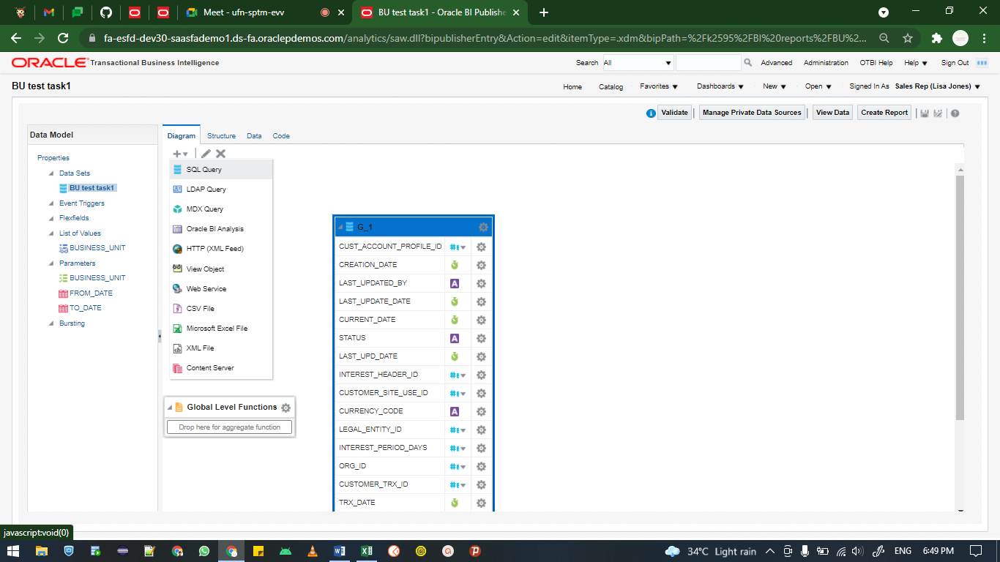 Meet - ufn-sptm-evv
BU test task1 - Oracle BI Publishe
fa-esfd-dev30-saasfademo1.ds-fa.oraclepdemos.com/analytics/saw.dll?bipublisherEntry&Action=edit&itemType=.xdm&bipPath=%2Fk2595%2FBI%20reports%2FBU%2...
ORACLE Transactional Business Intelligence
Search All Advanced Administration OTBI Help Help Sign Out
BU test task1
Home Catalog Favorites Dashboards New Open Signed In As Sales Rep (Lisa Jones)
Validate Manage Private Data Sources View Data Create Report
Data Model
Properties
Data Sets
BU test task1
Event Triggers
Flexfields
List of Values
BUSINESS_UNIT
Parameters
BUSINESS_UNIT
FROM_DATE
TO_DATE
Bursting
Diagram Structure Data Code
SQL Query
LDAP Query
MDX Query
Oracle BI Analysis
HTTP (XML Feed)
View Object
Web Service
CSV File
Microsoft Excel File
XML File
Content Server
Global Level Functions
Drop here for aggregate function
G_1
CUST_ACCOUNT_PROFILE_ID
CREATION_DATE
LAST_UPDATED_BY
LAST_UPDATE_DATE
CURRENT_DATE
STATUS
LAST_UPD_DATE
INTEREST_HEADER_ID
CUSTOMER_SITE_USE_ID
CURRENCY_CODE
LEGAL_ENTITY_ID
INTEREST_PERIOD_DAYS
ORG_ID
CUSTOMER_TRX_ID
TRX_DATE
javascript:void(0)
34°C Light rain ENG 6:49 PM